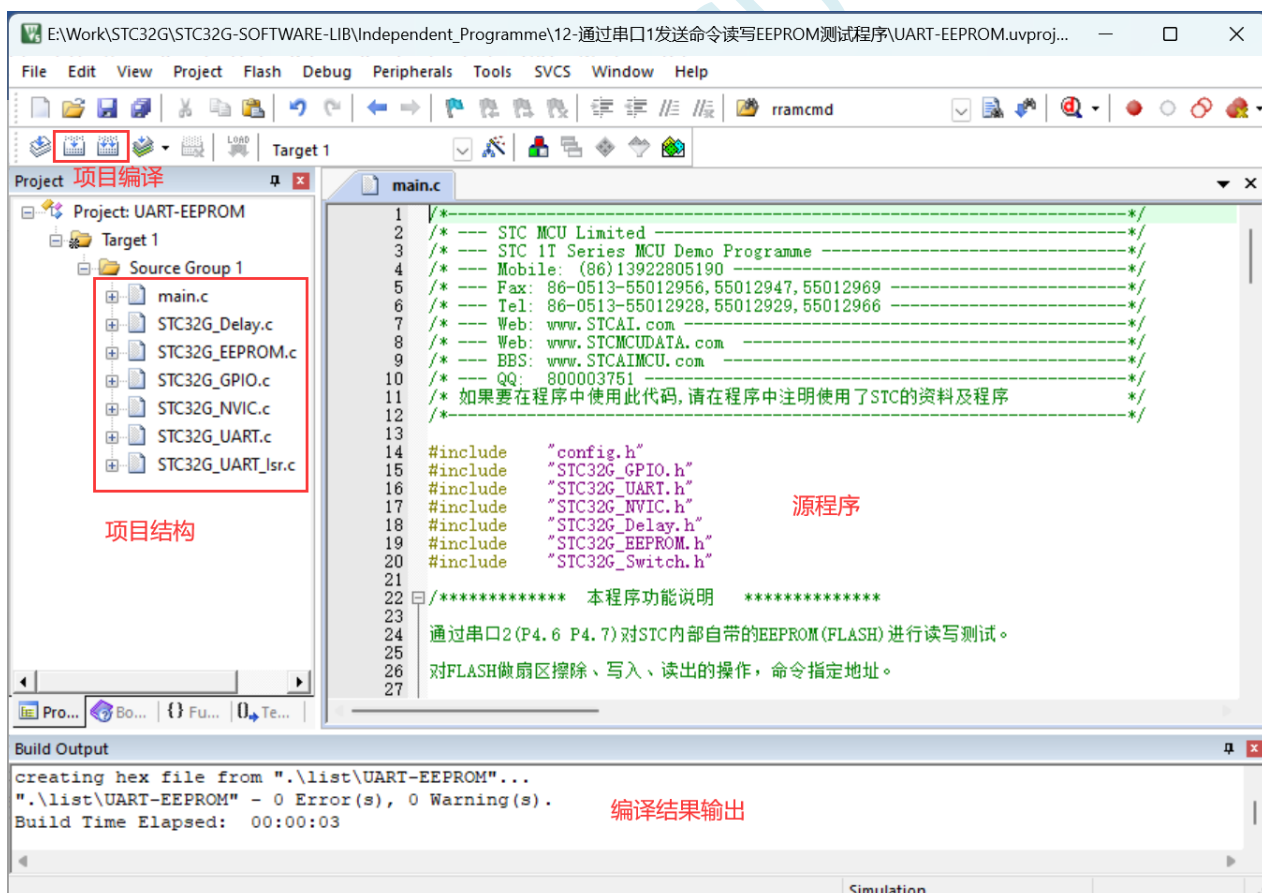 E:\Work\STC32G\STC32G-SOFTWARE-LIB\Independent_Programme\12-通过串口1发送命令读写EEPROM测试程序\UART-EEPROM.uvproj...
File Edit View Project Flash Debug Peripherals Tools SVCS Window Help
rramcmd
LOAD Target 1
Project 项目编译
main.c
Project: UART-EEPROM
Target 1
Source Group 1
main.c
STC32G_Delay.c
STC32G_EEPROM.c
STC32G_GPIO.c
STC32G_NVIC.c
STC32G_UART.c
STC32G_UART_Isr.c
项目结构
1 /*---------------------------------------------------------------------*/
2 /* --- STC MCU Limited ------------------------------------------------*/
3 /* --- STC 1T Series MCU Demo Programme -------------------------------*/
4 /* --- Mobile: (86)13922805190 ----------------------------------------*/
5 /* --- Fax: 86-0513-55012956,55012947,55012969 ------------------------*/
6 /* --- Tel: 86-0513-55012928,55012929,55012966 ------------------------*/
7 /* --- Web: www.STCAI.com ---------------------------------------------*/
8 /* --- Web: www.STCMCUDATA.com ---------------------------------------*/
9 /* --- BBS: www.STCAIMCU.com -----------------------------------------*/
10 /* --- QQ: 800003751 -------------------------------------------------*/
11 /* 如果要在程序中使用此代码,请在程序中注明使用了STC的资料及程序 */
12 /*---------------------------------------------------------------------*/
13
14 #include "config.h"
15 #include "STC32G_GPIO.h"
16 #include "STC32G_UART.h"
17 #include "STC32G_NVIC.h"
18 #include "STC32G_Delay.h"
19 #include "STC32G_EEPROM.h"
20 #include "STC32G_Switch.h"
21
22 /************* 本程序功能说明 **************
23
24 通过串口2(P4.6 P4.7)对STC内部自带的EEPROM(FLASH)进行读写测试。
25
26 对FLASH做扇区擦除、写入、读出的操作，命令指定地址。
27
源程序
Pro... Bo... {} Fu... Te...
Build Output
creating hex file from ".\list\UART-EEPROM"...
".\list\UART-EEPROM" - 0 Error(s), 0 Warning(s).
Build Time Elapsed: 00:00:03
编译结果输出
Simulation